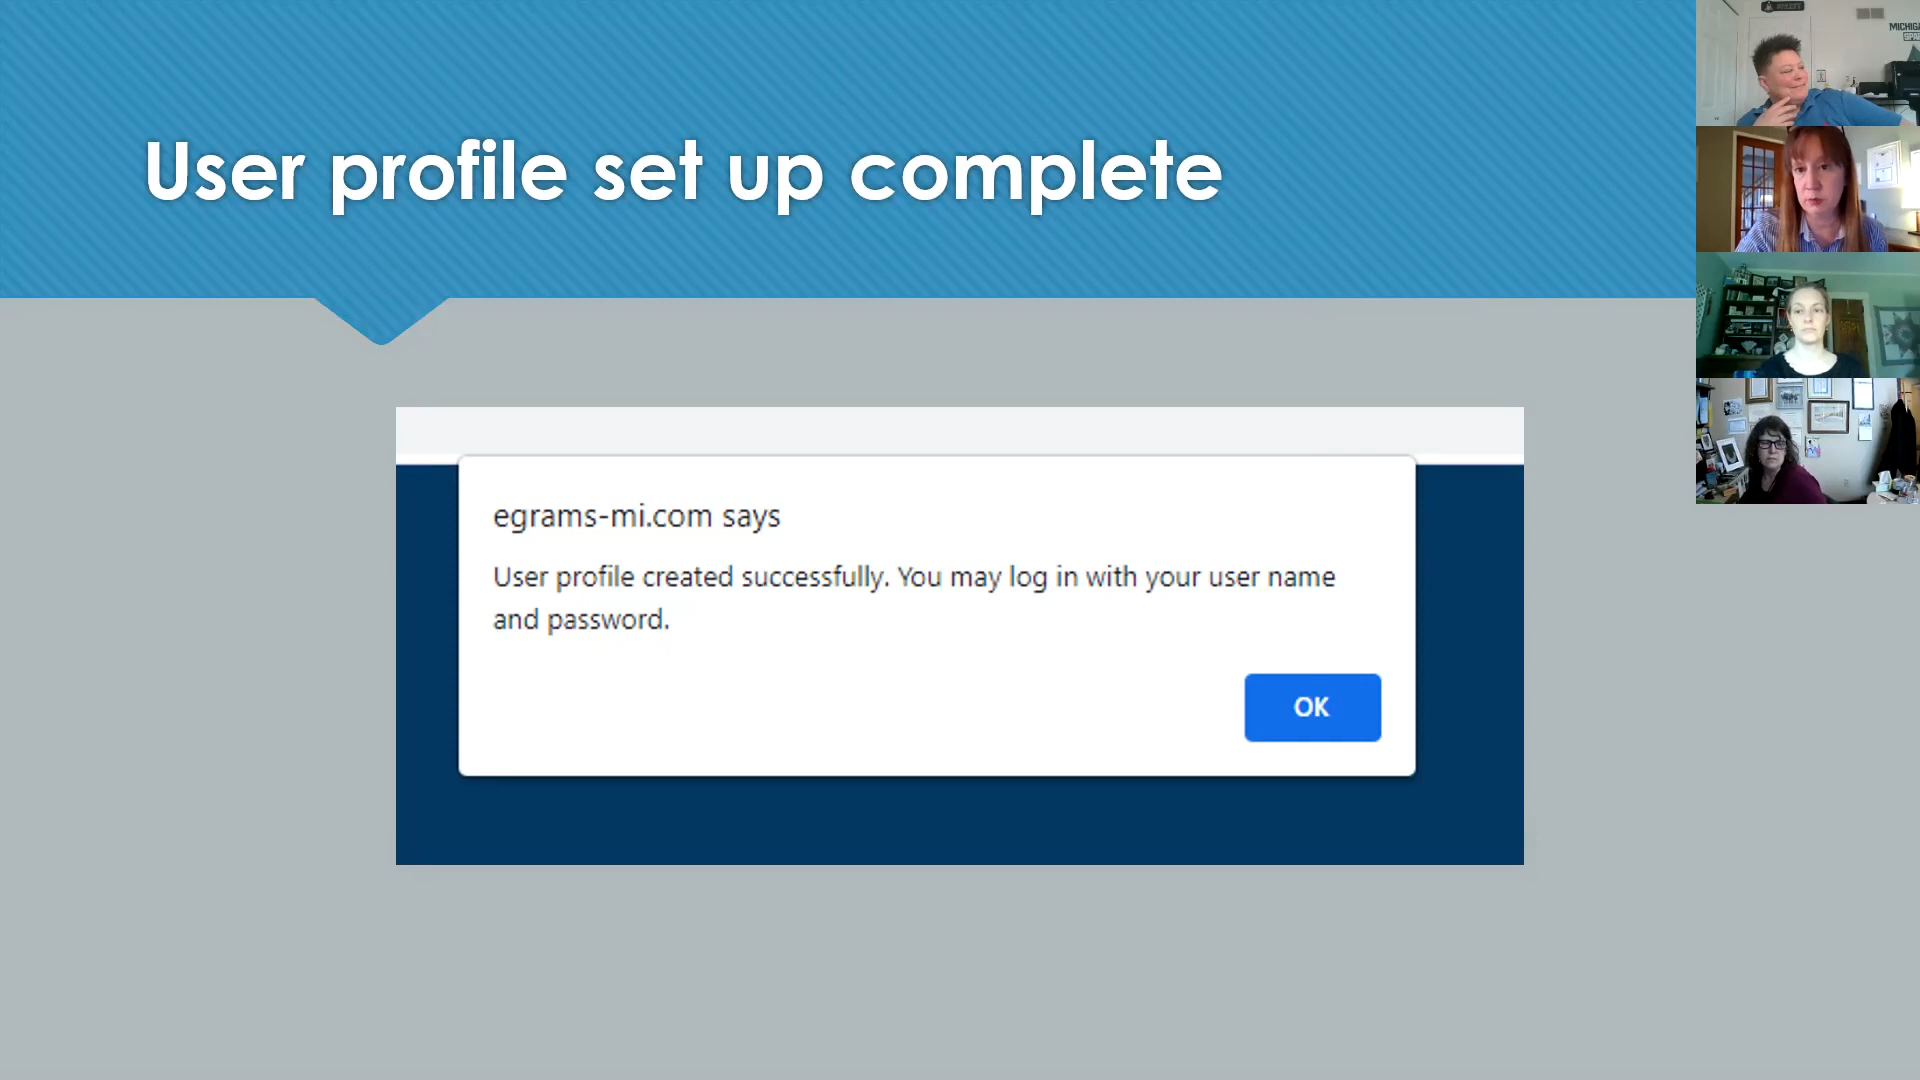 User profile set up complete
egrams-mi.com says
User profile created successfully. You may log in with your user name
and password.
OK